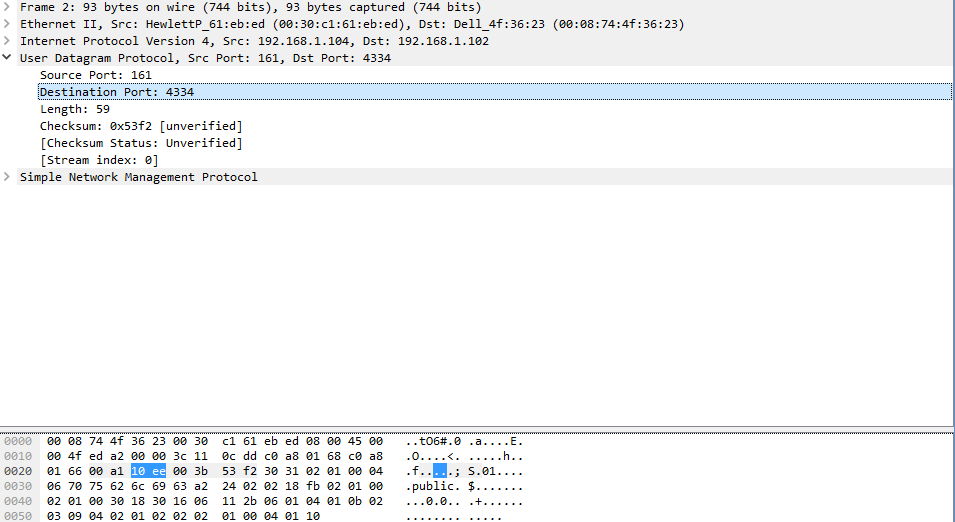 Frame 2: 93 bytes on wire (744 bits), 93 bytes captured (744 bits)
Ethernet II, Src: HewlettP_61:eb:ed (00:30:c1:61:eb:ed), Dst: Dell_4f:36:23 (00:08:74:4f:36:23)
Internet Protocol Version 4, Src: 192.168.1.104, Dst: 192.168.1.102
User Datagram Protocol, Src Port: 161, Dst Port: 4334
Source Port: 161
Destination Port: 4334
Length: 59
Checksum: 0x53f2 [unverified]
[Checksum Status: Unverified]
[Stream index: 0]
Simple Network Management Protocol
0000 00 08 74 4f 36 23 00 30 c1 61 eb ed 08 00 45 00 ..tO6#.0 .a....E.
0010 00 4f ed a2 00 00 3c 11 0c dd c0 a8 01 68 c0 a8 .O....<. .....h..
0020 01 66 00 a1 10 ee 00 3b 53 f2 30 31 02 01 00 04 .f.....; S.01....
0030 06 70 75 62 6c 69 63 a2 24 02 02 18 fb 02 01 00 .public. $.......
0040 02 01 00 30 18 30 16 06 11 2b 06 01 04 01 0b 02 ...0.0.. .+......
0050 03 09 04 02 01 02 02 02 01 00 04 01 10 ........ .....